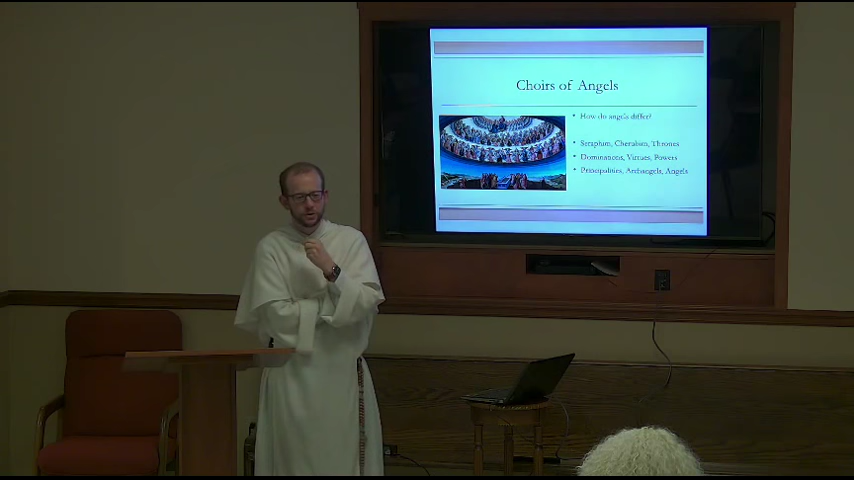 Choirs of Angels
• How do angels differ?
• Seraphim, Cherubim, Thrones
• Dominations, Virtues, Powers
• Principalities, Archangels, Angels